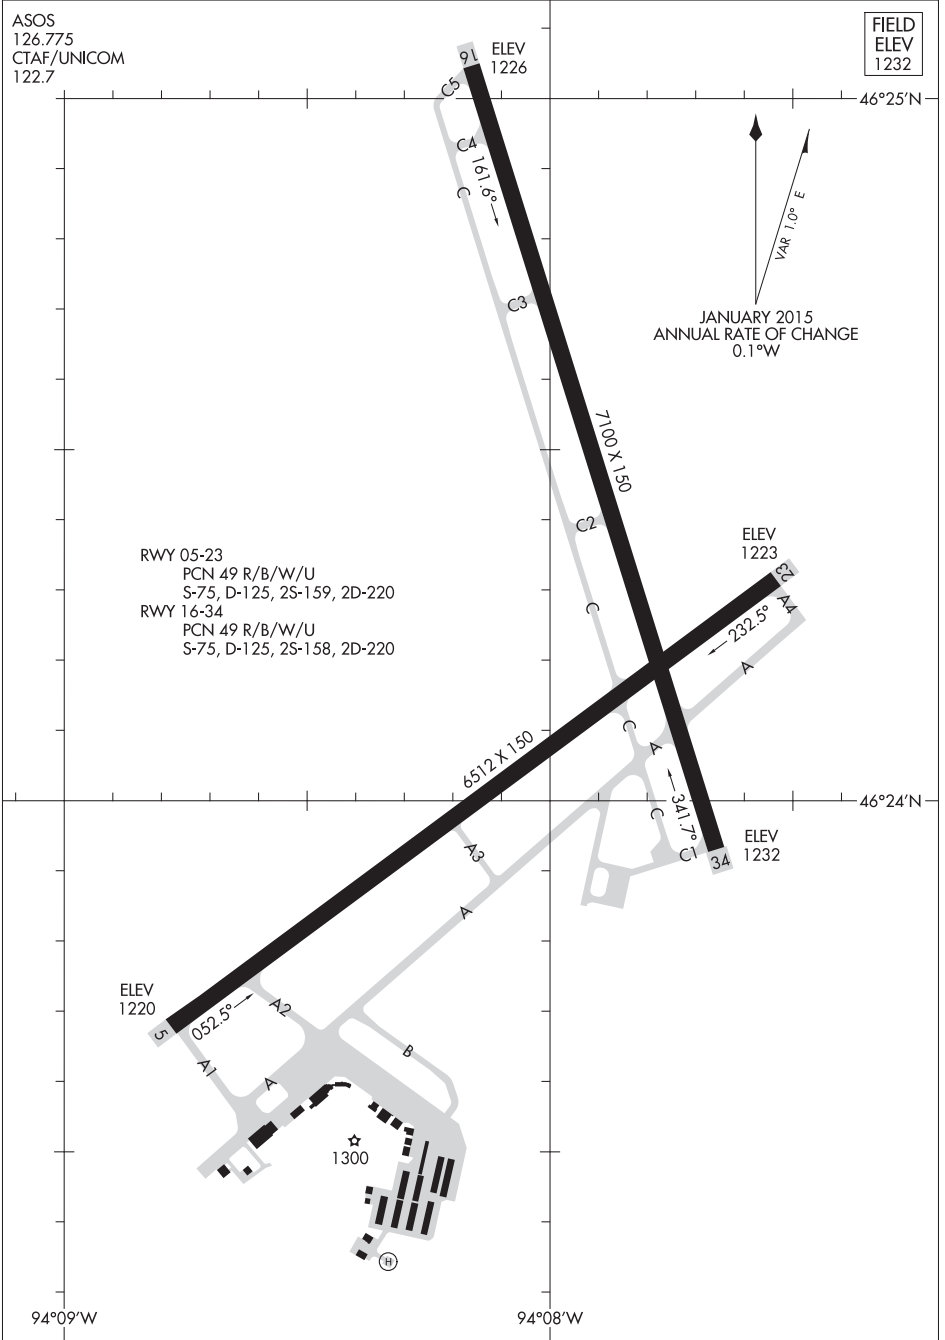 ASOS
126.775
CTAF/UNICOM
122.7
FIELD
ELEV
1232
16
ELEV
1226
C5
46°25'N
C4
161.6°
C
VAR 1.0° E
C3
JANUARY 2015
ANNUAL RATE OF CHANGE
0.1°W
7100 X 150
C2
ELEV
1223
23
RWY 05-23
PCN 49 R/B/W/U
S-75, D-125, 2S-159, 2D-220
RWY 16-34
PCN 49 R/B/W/U
S-75, D-125, 2S-158, 2D-220
A4
C
232.5°
A
C
A
6512 X 150
46°24'N
341.7°
C
ELEV
1232
A3
C1
34
A
ELEV
1220
5
052.5°
A2
B
A1
A
1300
H
94°09'W
94°08'W